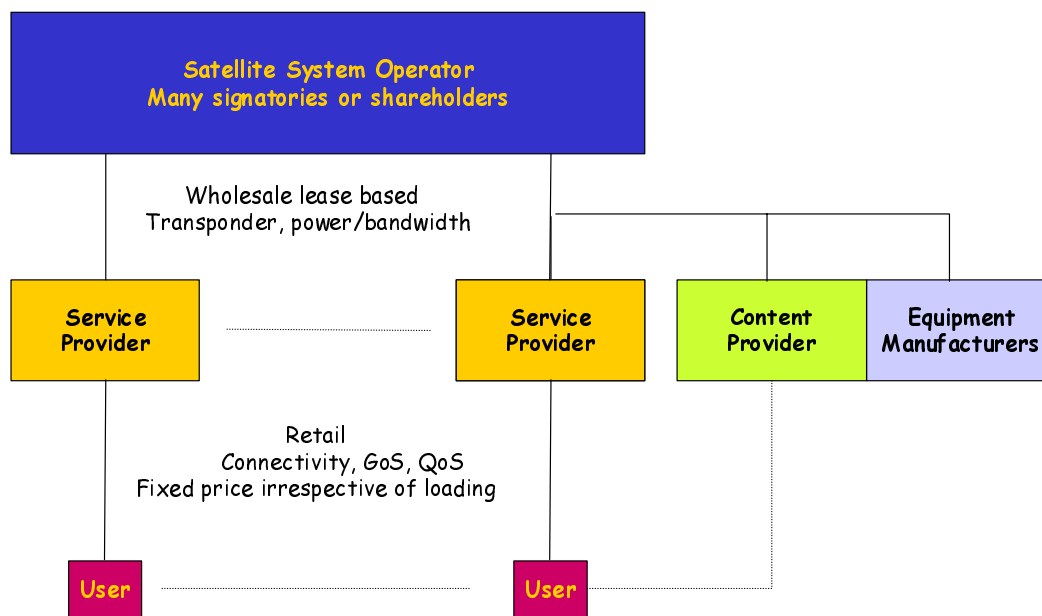 Satellite System Operator
Many signatories or shareholders
Wholesale lease based
Transponder, power/bandwidth
Service
Provider
Service
Provider
Content
Provider
Equipment
Manufacturers
Retail
Connectivity, GoS, QoS
Fixed price irrespective of loading
User
User